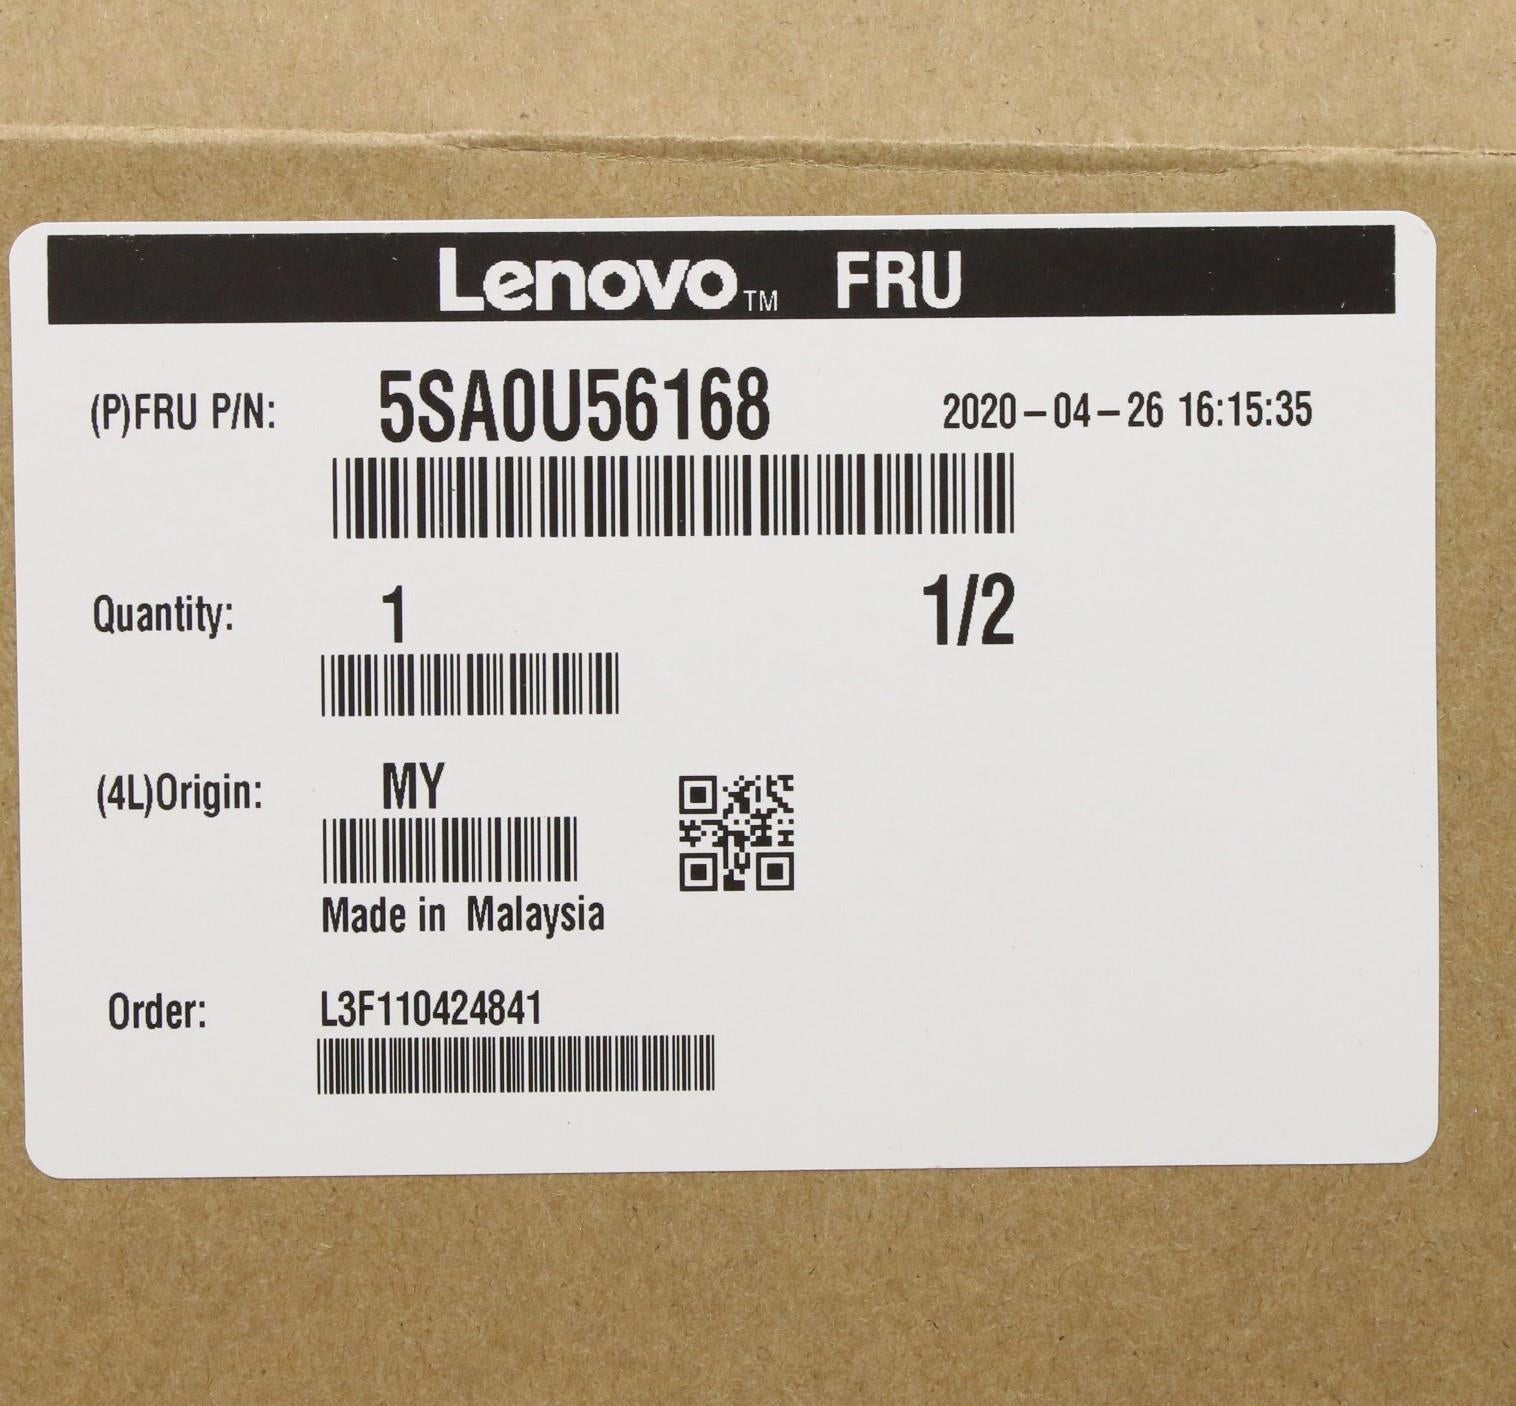 Lenovo™ FRU
(P)FRU P/N: 5SA0U56168 2020-04-26 16:15:35
Quantity: 1 1/2
(4L)Origin: MY
Made in Malaysia
Order: L3F110424841